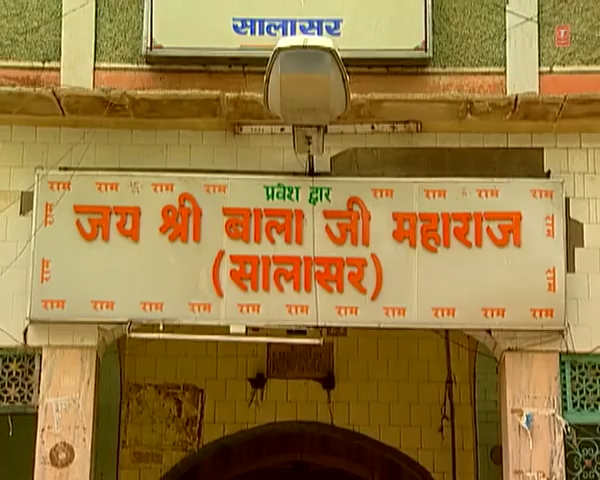 सालासर
राम राम राम राम प्रवेश द्वार राम राम राम राम
जय श्री बाला जी महाराज
(सालासर)
राम राम राम राम
राम राम राम राम राम राम राम राम राम राम राम